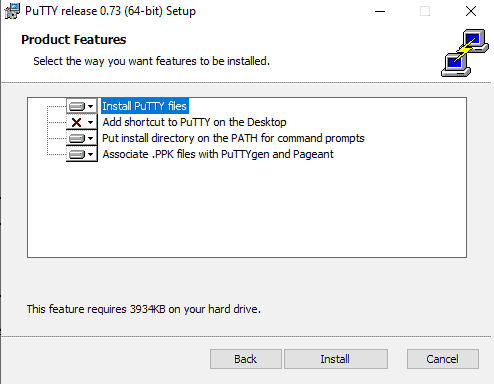 PuTTY release 0.73 (64-bit) Setup
Product Features
Select the way you want features to be installed.
Install PuTTY files
Add shortcut to PuTTY on the Desktop
Put install directory on the PATH for command prompts
Associate .PPK files with PuTTYgen and Pageant
This feature requires 3934KB on your hard drive.
Back Install Cancel